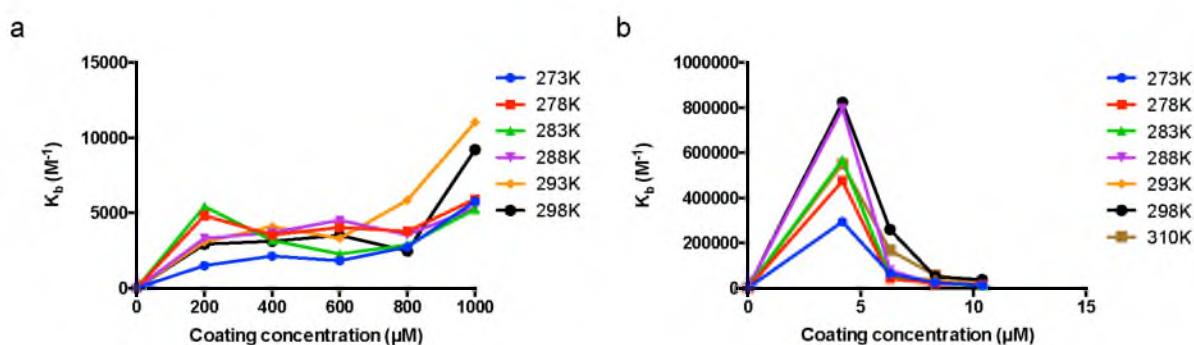 a
15000
10000
5000
0
K_b (M⁻¹)
0 200 400 600 800 1000
Coating concentration (µM)
273K
278K
283K
288K
293K
298K
b
1000000
800000
600000
400000
200000
0
K_b (M⁻¹)
0 5 10 15
Coating concentration (µM)
273K
278K
283K
288K
293K
298K
310K